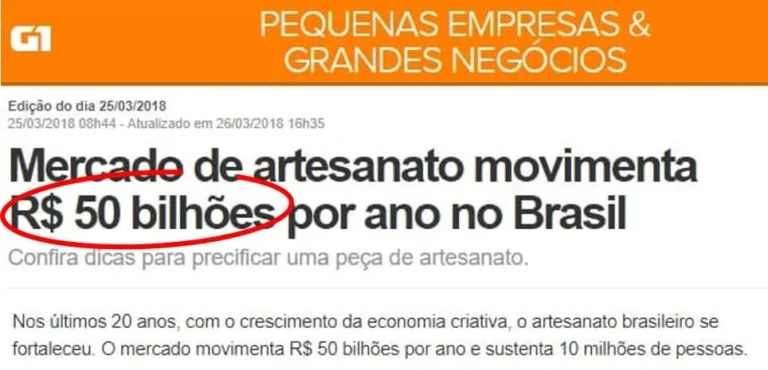 G1
PEQUENAS EMPRESAS &
GRANDES NEGÓCIOS
Edição do dia 25/03/2018
25/03/2018 08h44 - Atualizado em 26/03/2018 16h35
Mercado de artesanato movimenta
R$ 50 bilhões por ano no Brasil
Confira dicas para precificar uma peça de artesanato.
Nos últimos 20 anos, com o crescimento da economia criativa, o artesanato brasileiro se
fortaleceu. O mercado movimenta R$ 50 bilhões por ano e sustenta 10 milhões de pessoas.